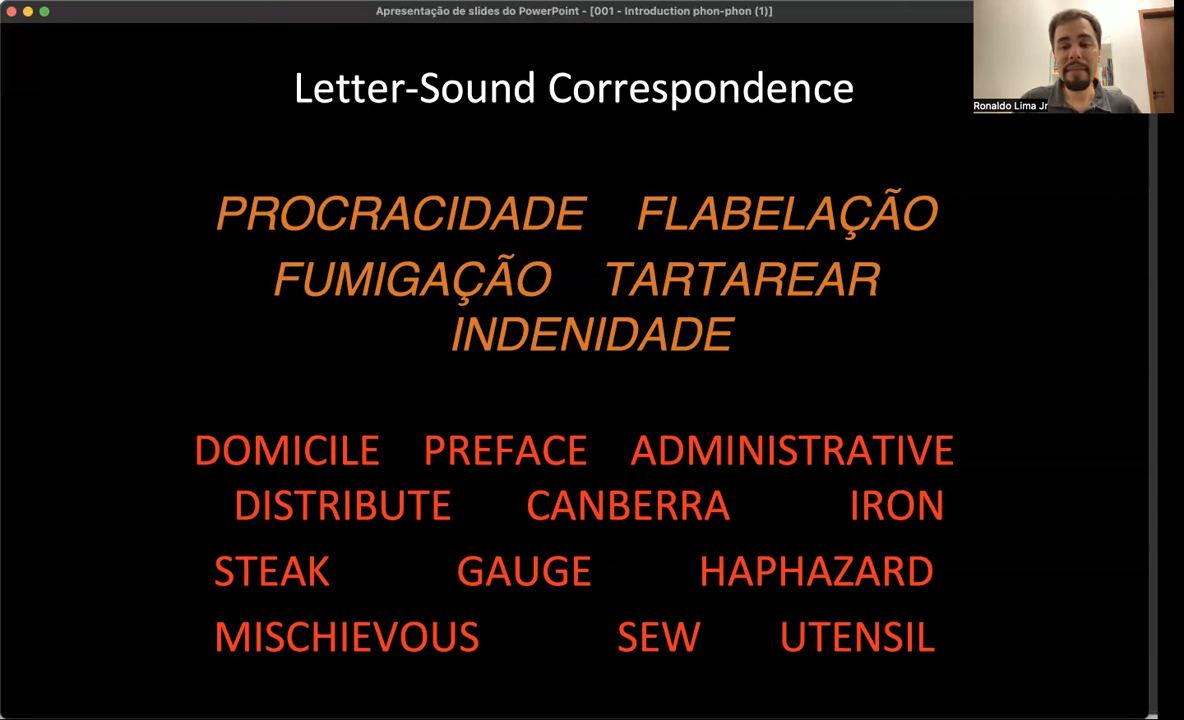 Apresentação de slides do PowerPoint - [001 - Introduction phon-phon (1)]
Ronaldo Lima Jr
Letter-Sound Correspondence
PROCRACIDADE FLABELAÇÃO
FUMIGAÇÃO TARTAREAR
INDENIDADE
DOMICILE PREFACE ADMINISTRATIVE
DISTRIBUTE CANBERRA IRON
STEAK GAUGE HAPHAZARD
MISCHIEVOUS SEW UTENSIL